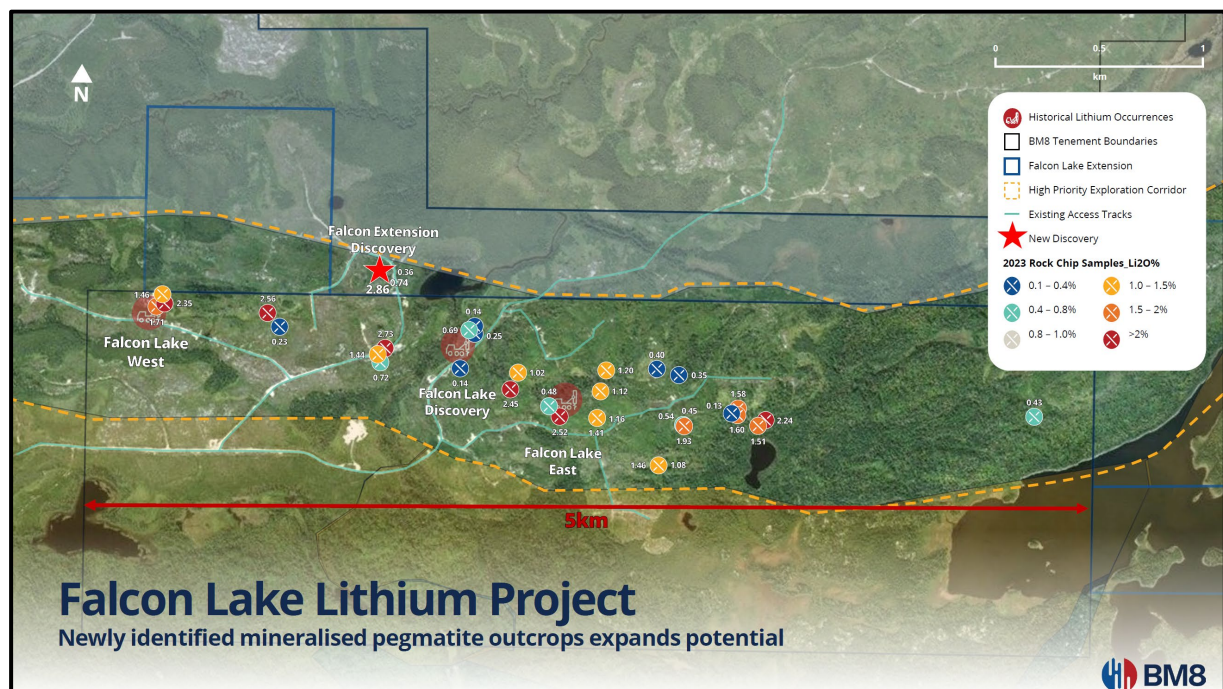 N
0
0.5
1
km
Historical Lithium Occurrences
BM8 Tenement Boundaries
Falcon Lake Extension
High Priority Exploration Corridor
Existing Access Tracks
New Discovery
2023 Rock Chip Samples_Li2O%
0.1 – 0.4%
1.0 – 1.5%
0.4 – 0.8%
1.5 – 2%
0.8 – 1.0%
>2%
Falcon Extension
Discovery
0.36
0.74
2.86
1.46
2.35
1.71
Falcon Lake
West
2.56
0.23
2.73
1.44
0.72
0.14
0.69
0.25
0.14
Falcon Lake
Discovery
1.02
2.45
0.48
2.52
1.20
1.12
1.16
1.41
Falcon Lake
East
0.40
0.35
0.54
0.45
1.93
1.46
1.08
0.13
1.58
1.60
2.24
1.51
0.43
5km
Falcon Lake Lithium Project
Newly identified mineralised pegmatite outcrops expands potential
BM8